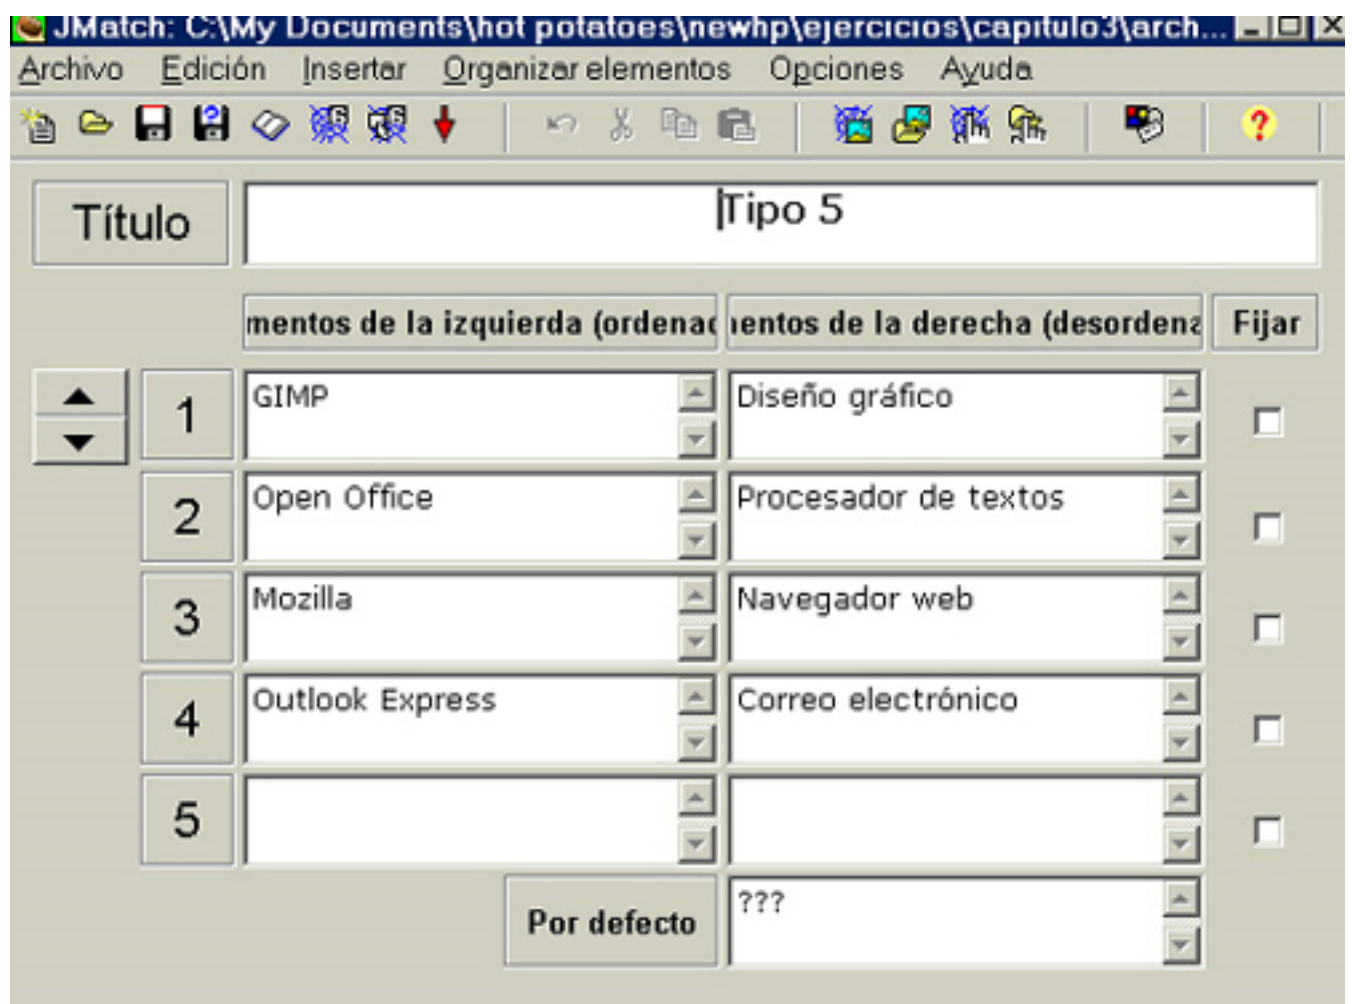 JMatch: C:\My Documents\hot potatoes\newhp\ejercicios\capitulo3\arch...
Archivo Edición Insertar Organizar elementos Opciones Ayuda
Título
Tipo 5
mentos de la izquierda (ordenad
entos de la derecha (desordena
Fijar
1 GIMP Diseño gráfico
2 Open Office Procesador de textos
3 Mozilla Navegador web
4 Outlook Express Correo electrónico
5
Por defecto ???